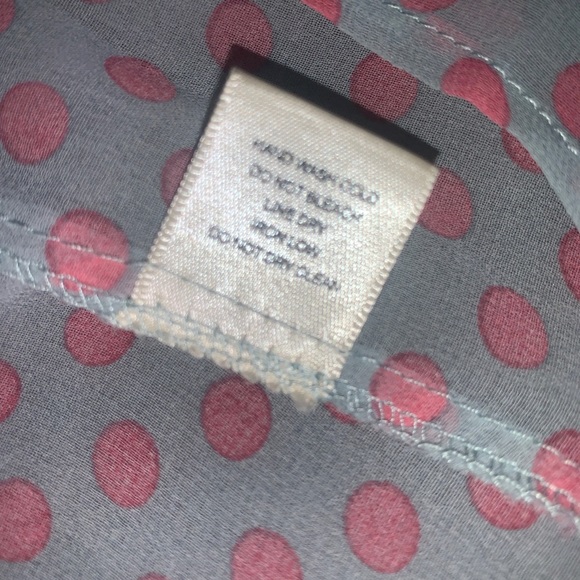 HAND WASH COLD
DO NOT BLEACH
LINE DRY
IRON LOW
DO NOT DRY CLEAN